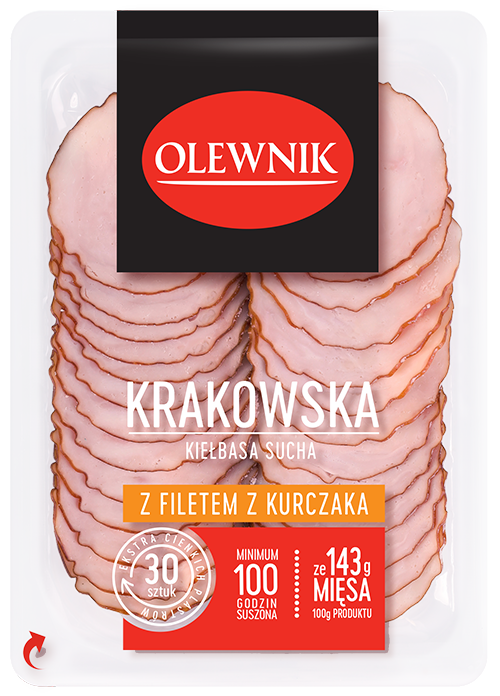 OLEWNIK
KRAKOWSKA
KIEŁBASA SUCHA
Z FILETEM Z KURCZAKA
EKSTRA CIENKICH PLASTRÓW
30
sztuk
MINIMUM
100
GODZIN
SUSZONA
ze 143g
MIĘSA
100g PRODUKTU